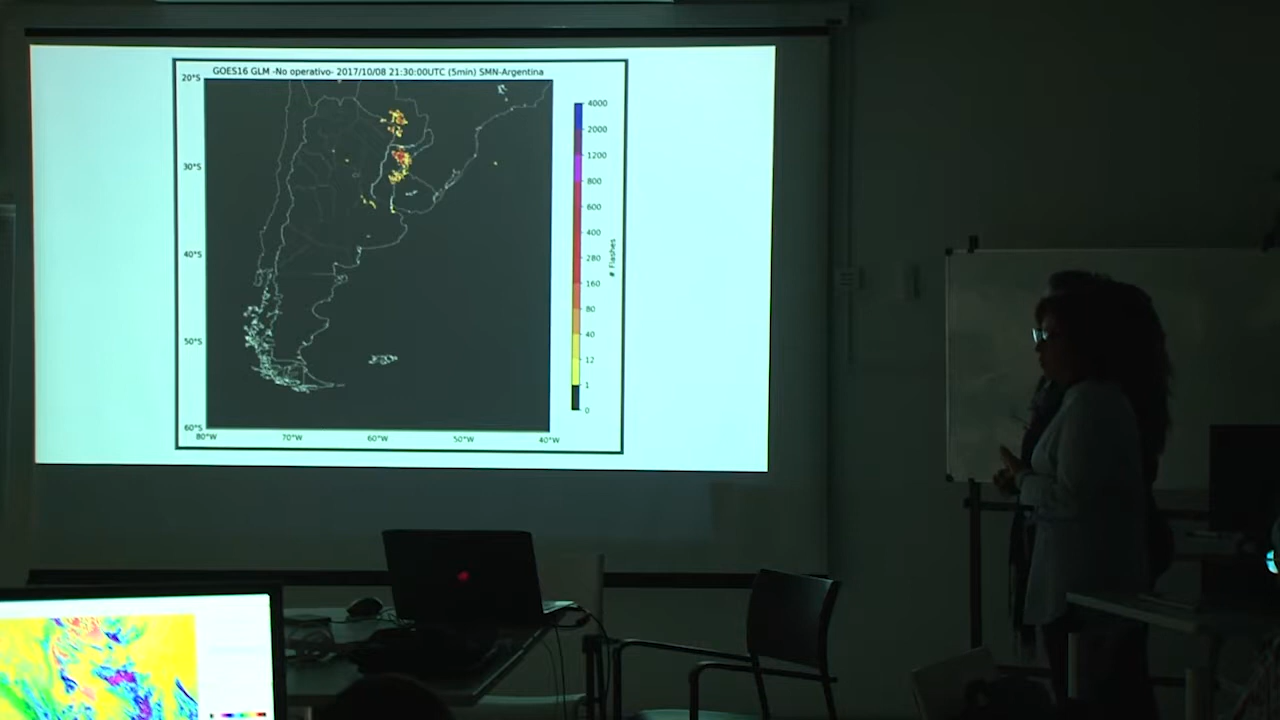 GOES16 GLM -No operativo- 2017/10/08 21:30:00UTC (5min) SMN-Argentina
20°S
30°S
40°S
50°S
60°S
80°W 70°W 60°W 50°W 40°W
4000
2000
1200
800
600
400
280
160
80
40
12
1
0
# Flashes